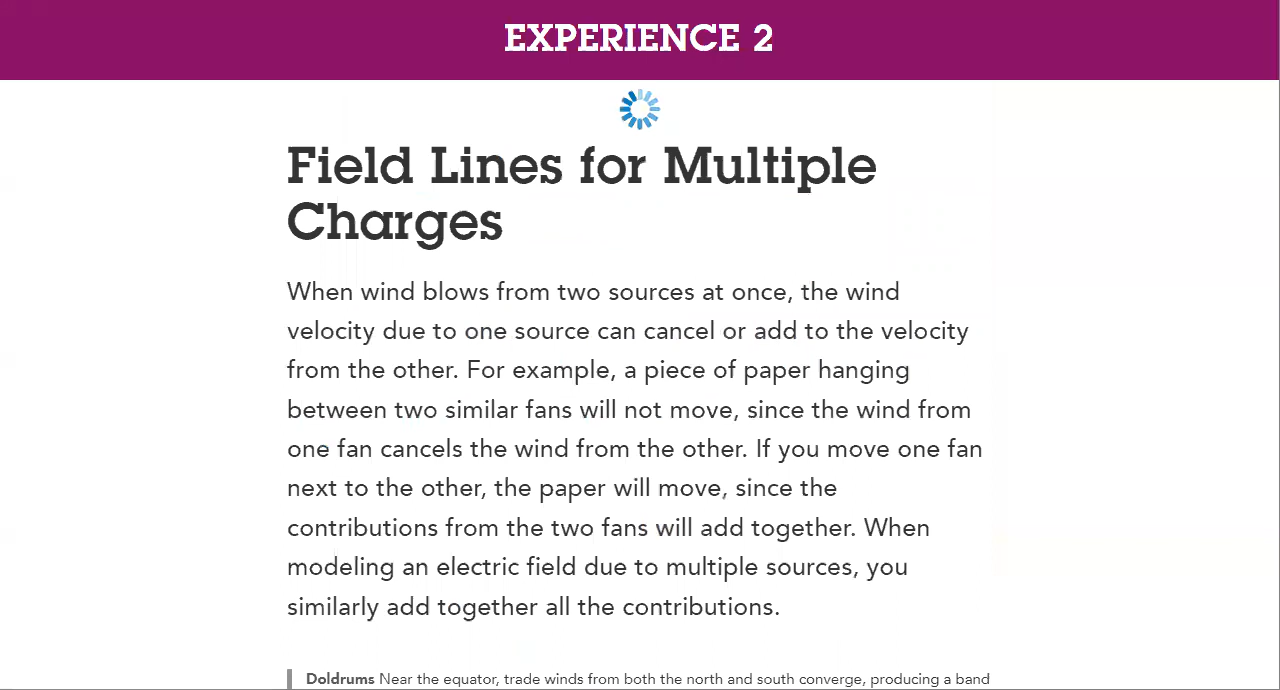 EXPERIENCE 2
Field Lines for Multiple
Charges
When wind blows from two sources at once, the wind
velocity due to one source can cancel or add to the velocity
from the other. For example, a piece of paper hanging
between two similar fans will not move, since the wind from
one fan cancels the wind from the other. If you move one fan
next to the other, the paper will move, since the
contributions from the two fans will add together. When
modeling an electric field due to multiple sources, you
similarly add together all the contributions.
Doldrums Near the equator, trade winds from both the north and south converge, producing a band